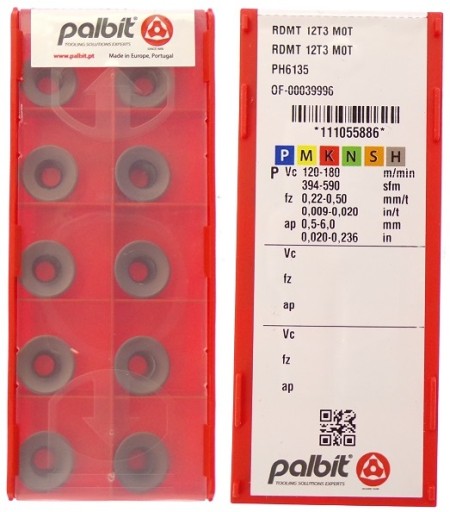 palbit®
TOOLING SOLUTIONS EXPERTS
www.palbit.pt
Made in Europe, Portugal
RDMT 12T3 MOT
RDMT 12T3 MOT
PH6135
OF-00039996
*111055886*
P M K N S H
P Vc 120-180 m/min
394-590 sfm
fz 0,22-0,50 mm/t
0,009-0,020 in/t
ap 0,5-6,0 mm
0,020-0,236 in
Vc
fz
ap
Vc
fz
ap
palbit®
TOOLING SOLUTIONS EXPERTS